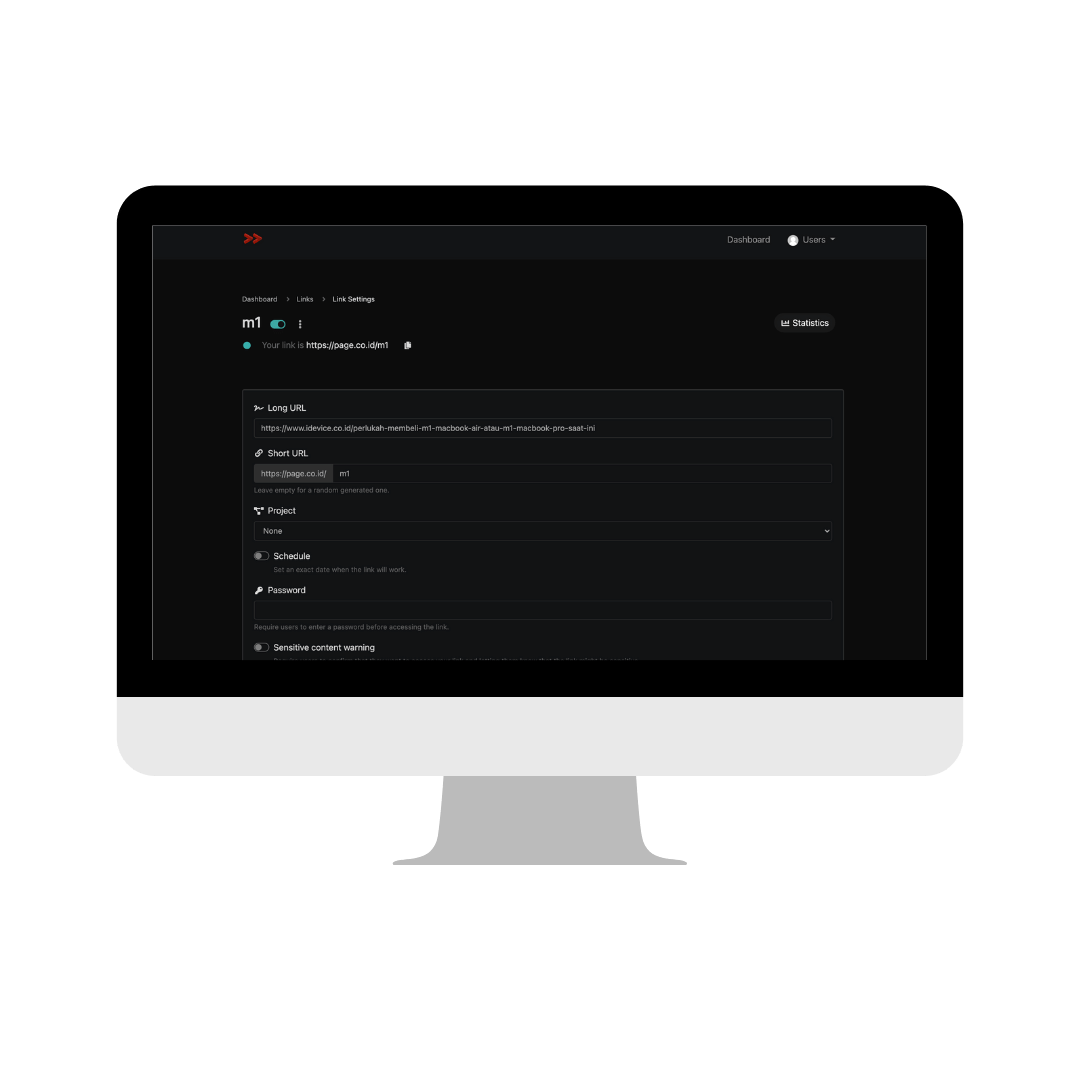 Dashboard Users
Dashboard > Links > Link Settings
m1
Statistics
Your link is https://page.co.id/m1
Long URL
https://www.idevice.co.id/perlukah-membeli-m1-macbook-air-atau-m1-macbook-pro-saat-ini
Short URL
https://page.co.id/ m1
Leave empty for a random generated one.
Project
None
Schedule
Set an exact date when the link will work.
Password
Require users to enter a password before accessing the link.
Sensitive content warning